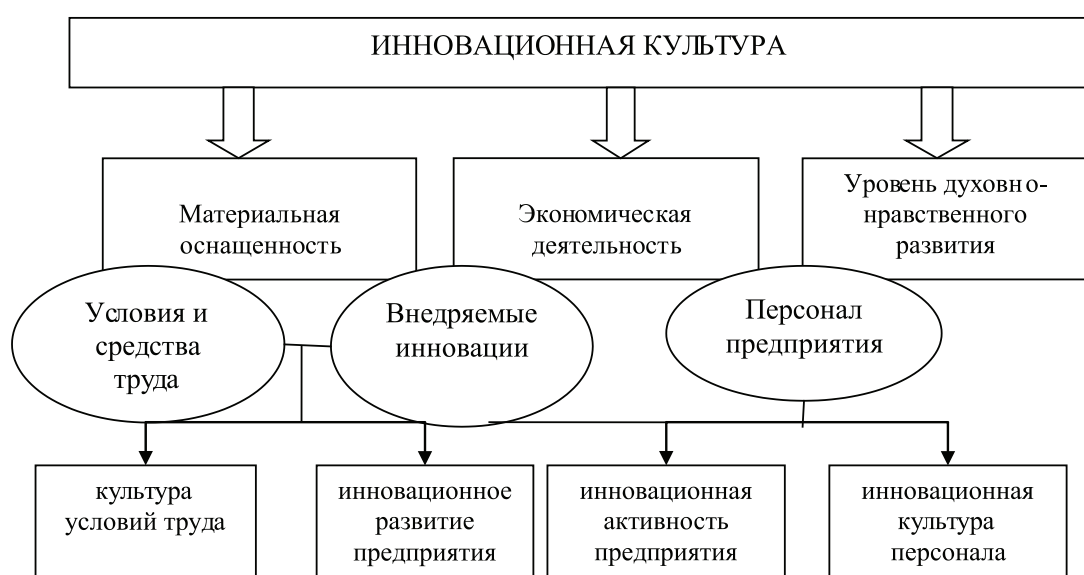 ИННОВАЦИОННАЯ КУЛЬТУРА
Материальная
оснащенность
Экономическая
деятельность
Уровень духовно-
нравственного
развития
Условия и
средства
труда
Внедряемые
инновации
Персонал
предприятия
культура
условий труда
инновационное
развитие
предприятия
инновационная
активность
предприятия
инновационная
культура
персонала